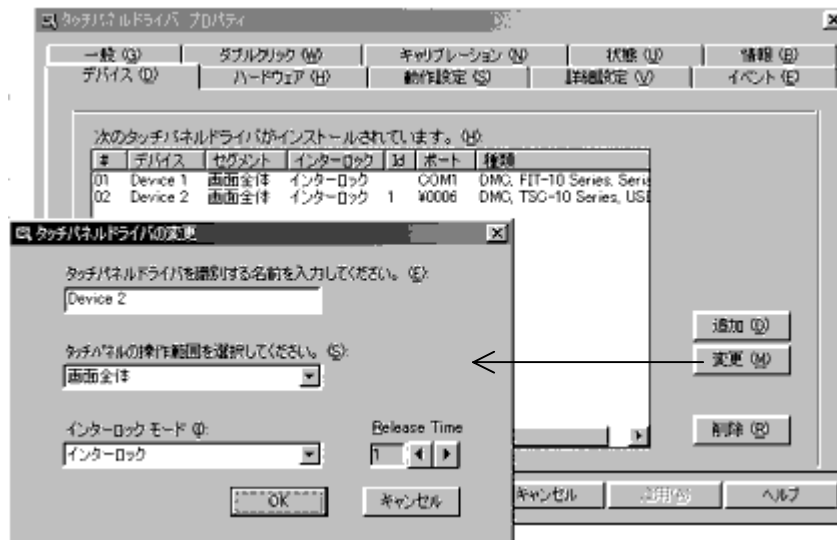 タッチパネルドライバ プロパティ
一般 (G) ダブルクリック (W) キャリブレーション (N) 状態 (U) 情報 (B)
デバイス (D) ハードウェア (H) 動作設定 (S) 詳細設定 (V) イベント (E)
次のタッチパネルドライバがインストールされています。 (H):
# デバイス セグメント インターロック Id ポート 種類
01 Device 1 画面全体 インターロック COM1 DMC, FIT-10 Series, Seria
02 Device 2 画面全体 インターロック 1 ¥0006 DMC, TSC-10 Series, USB
追加 (D)
変更 (M)
削除 (R)
キャンセル 適用(A) ヘルプ
タッチパネルドライバの変更
タッチパネルドライバを識別する名前を入力してください。 (E):
Device 2
タッチパネルの操作範囲を選択してください。 (S):
画面全体
インターロック モード (I):
インターロック
Release Time
1
OK キャンセル